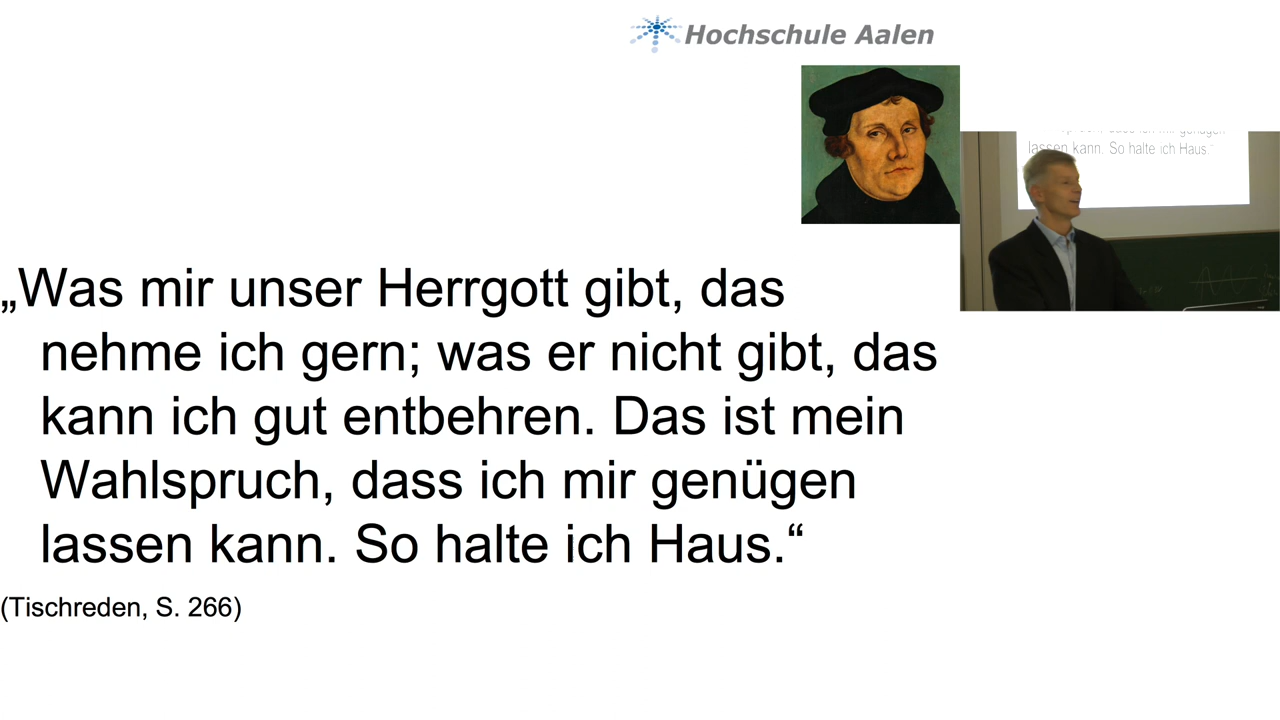 Hochschule Aalen
lassen kann. So halte ich Haus.“
„Was mir unser Herrgott gibt, das
nehme ich gern; was er nicht gibt, das
kann ich gut entbehren. Das ist mein
Wahlspruch, dass ich mir genügen
lassen kann. So halte ich Haus.“
(Tischreden, S. 266)